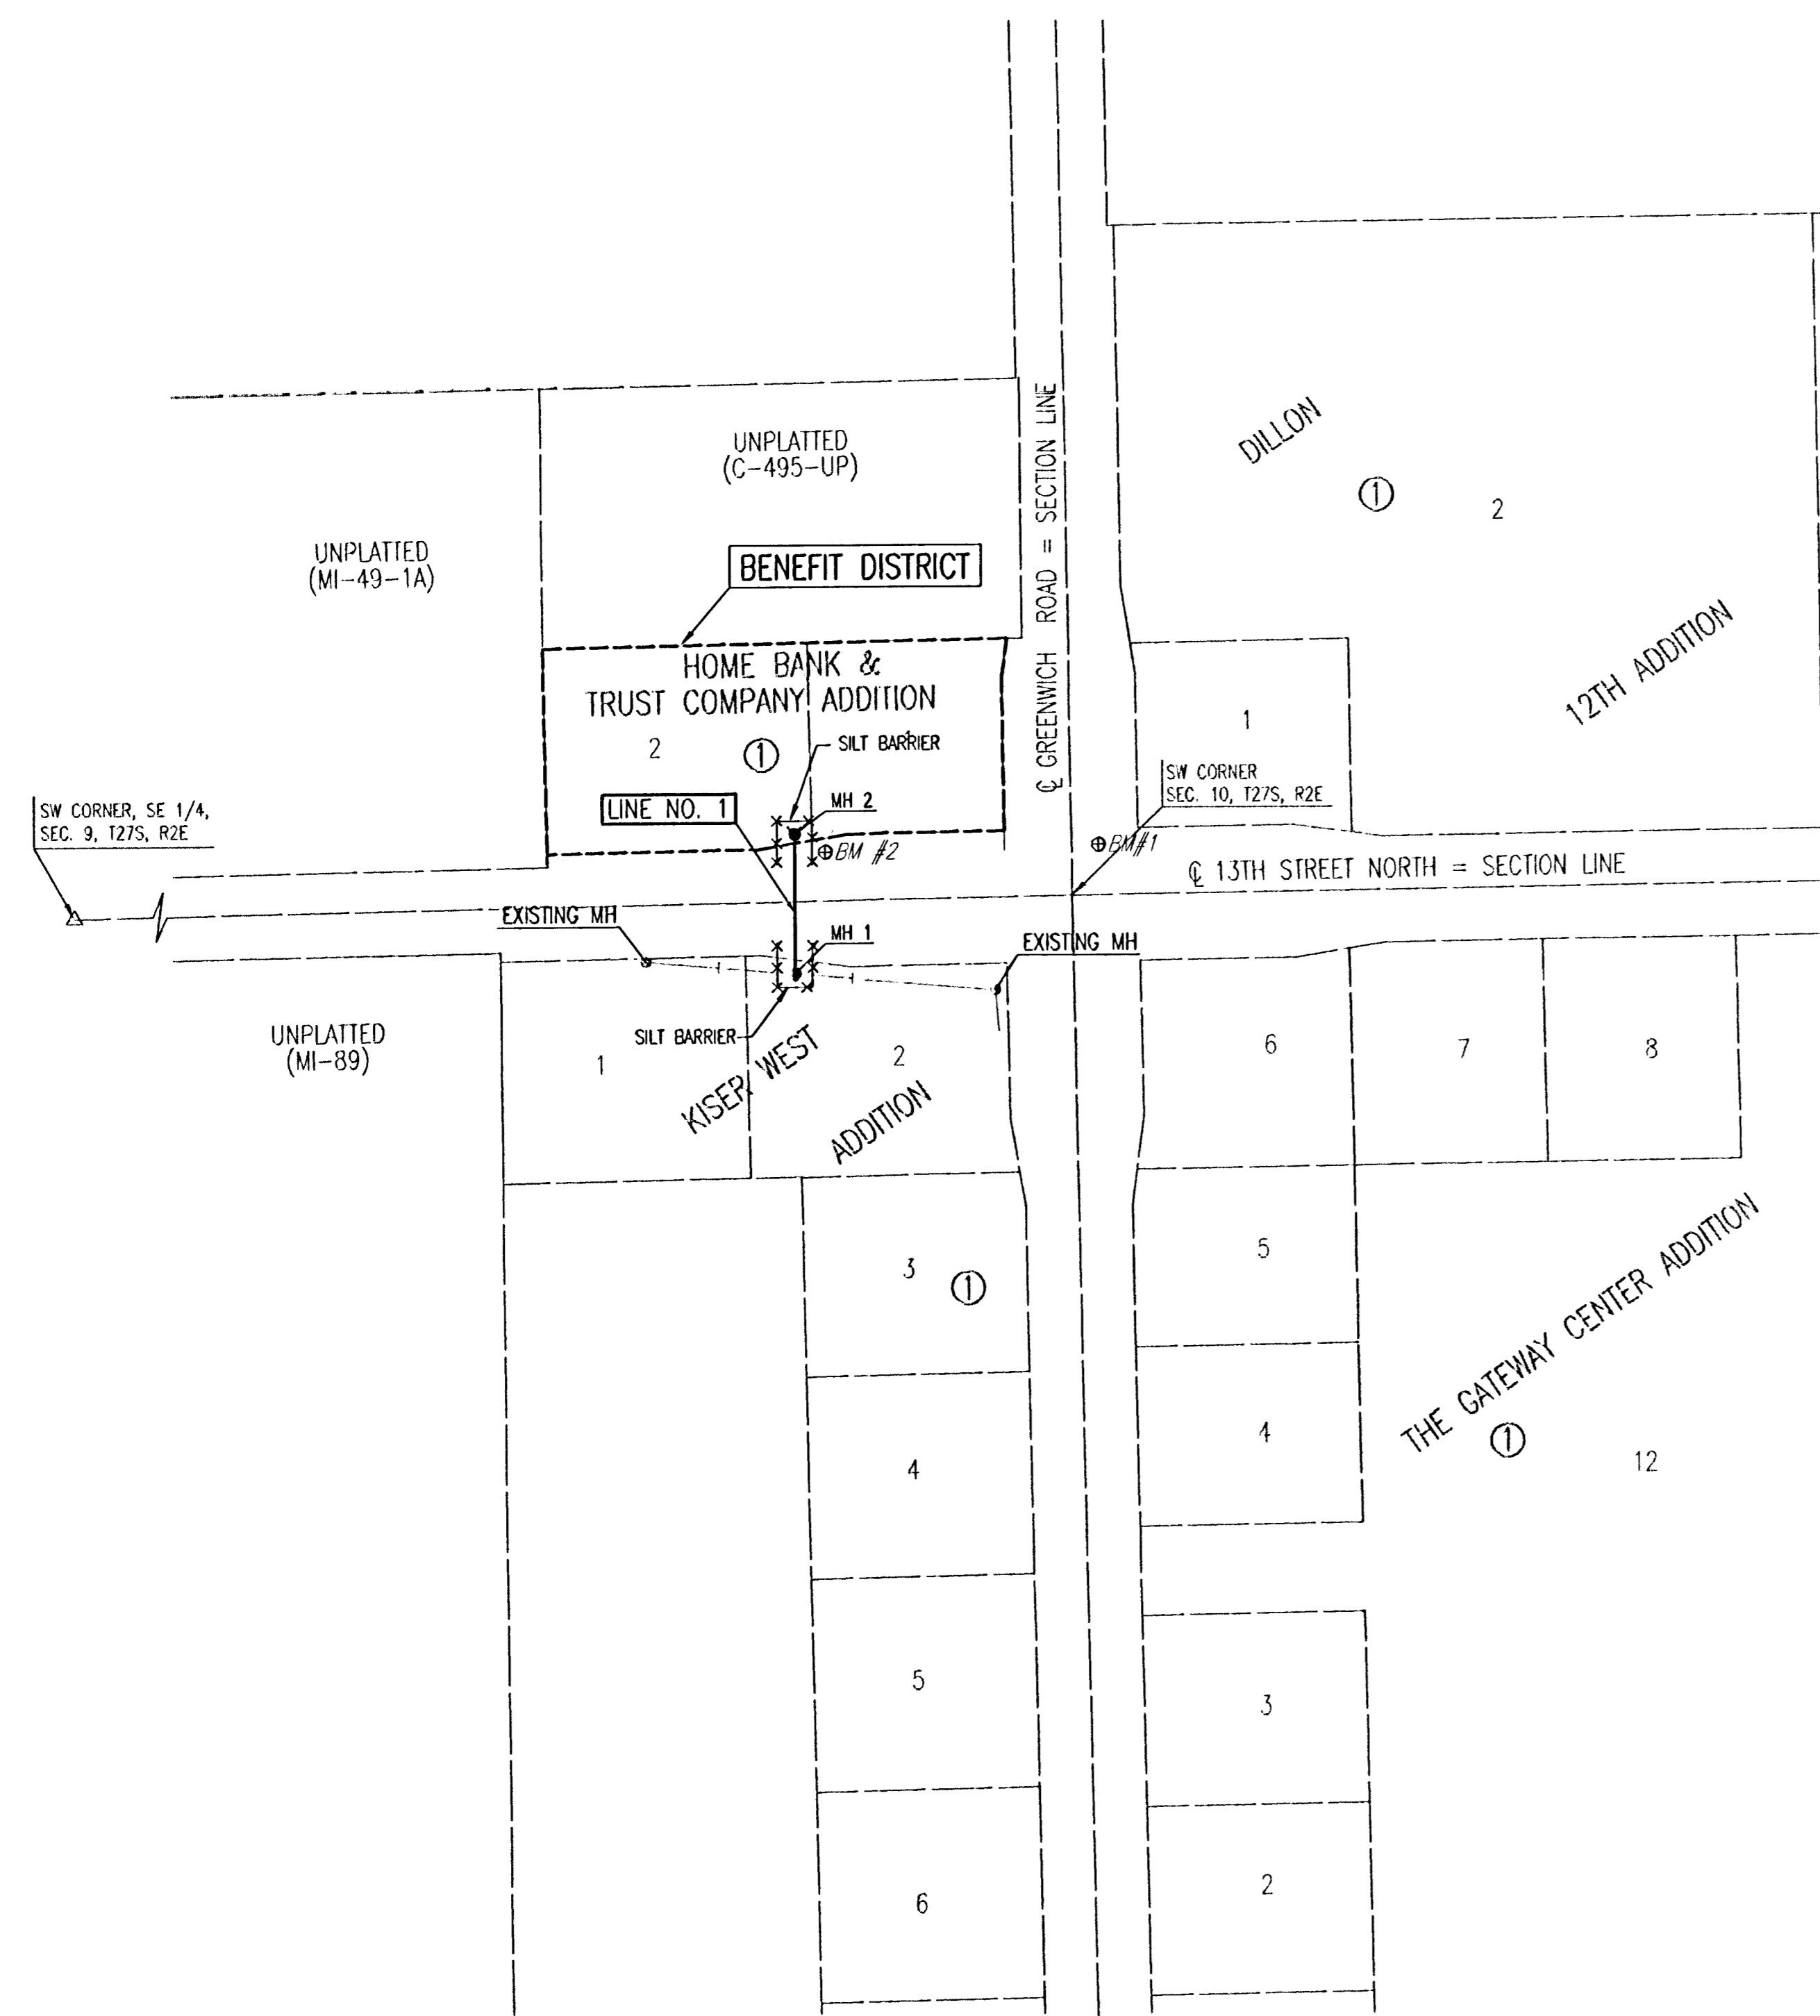 DILLON
1
2
12TH ADDITION
1
UNPLATTED
(C-495-UP)
UNPLATTED
(MI-49-1A)
BENEFIT DISTRICT
HOME BANK &
TRUST COMPANY ADDITION
2
1
SILT BARRIER
LINE NO. 1
MH 2
⊕BM #2
℄ GREENWICH ROAD = SECTION LINE
SW CORNER
SEC. 10, T27S, R2E
⊕BM#1
℄ 13TH STREET NORTH = SECTION LINE
SW CORNER, SE 1/4,
SEC. 9, T27S, R2E
EXISTING MH
MH 1
EXISTING MH
SILT BARRIER
UNPLATTED
(MI-89)
1
KISER WEST
ADDITION
2
6
7
8
3
1
5
4
4
THE GATEWAY CENTER ADDITION
1
12
5
3
6
2